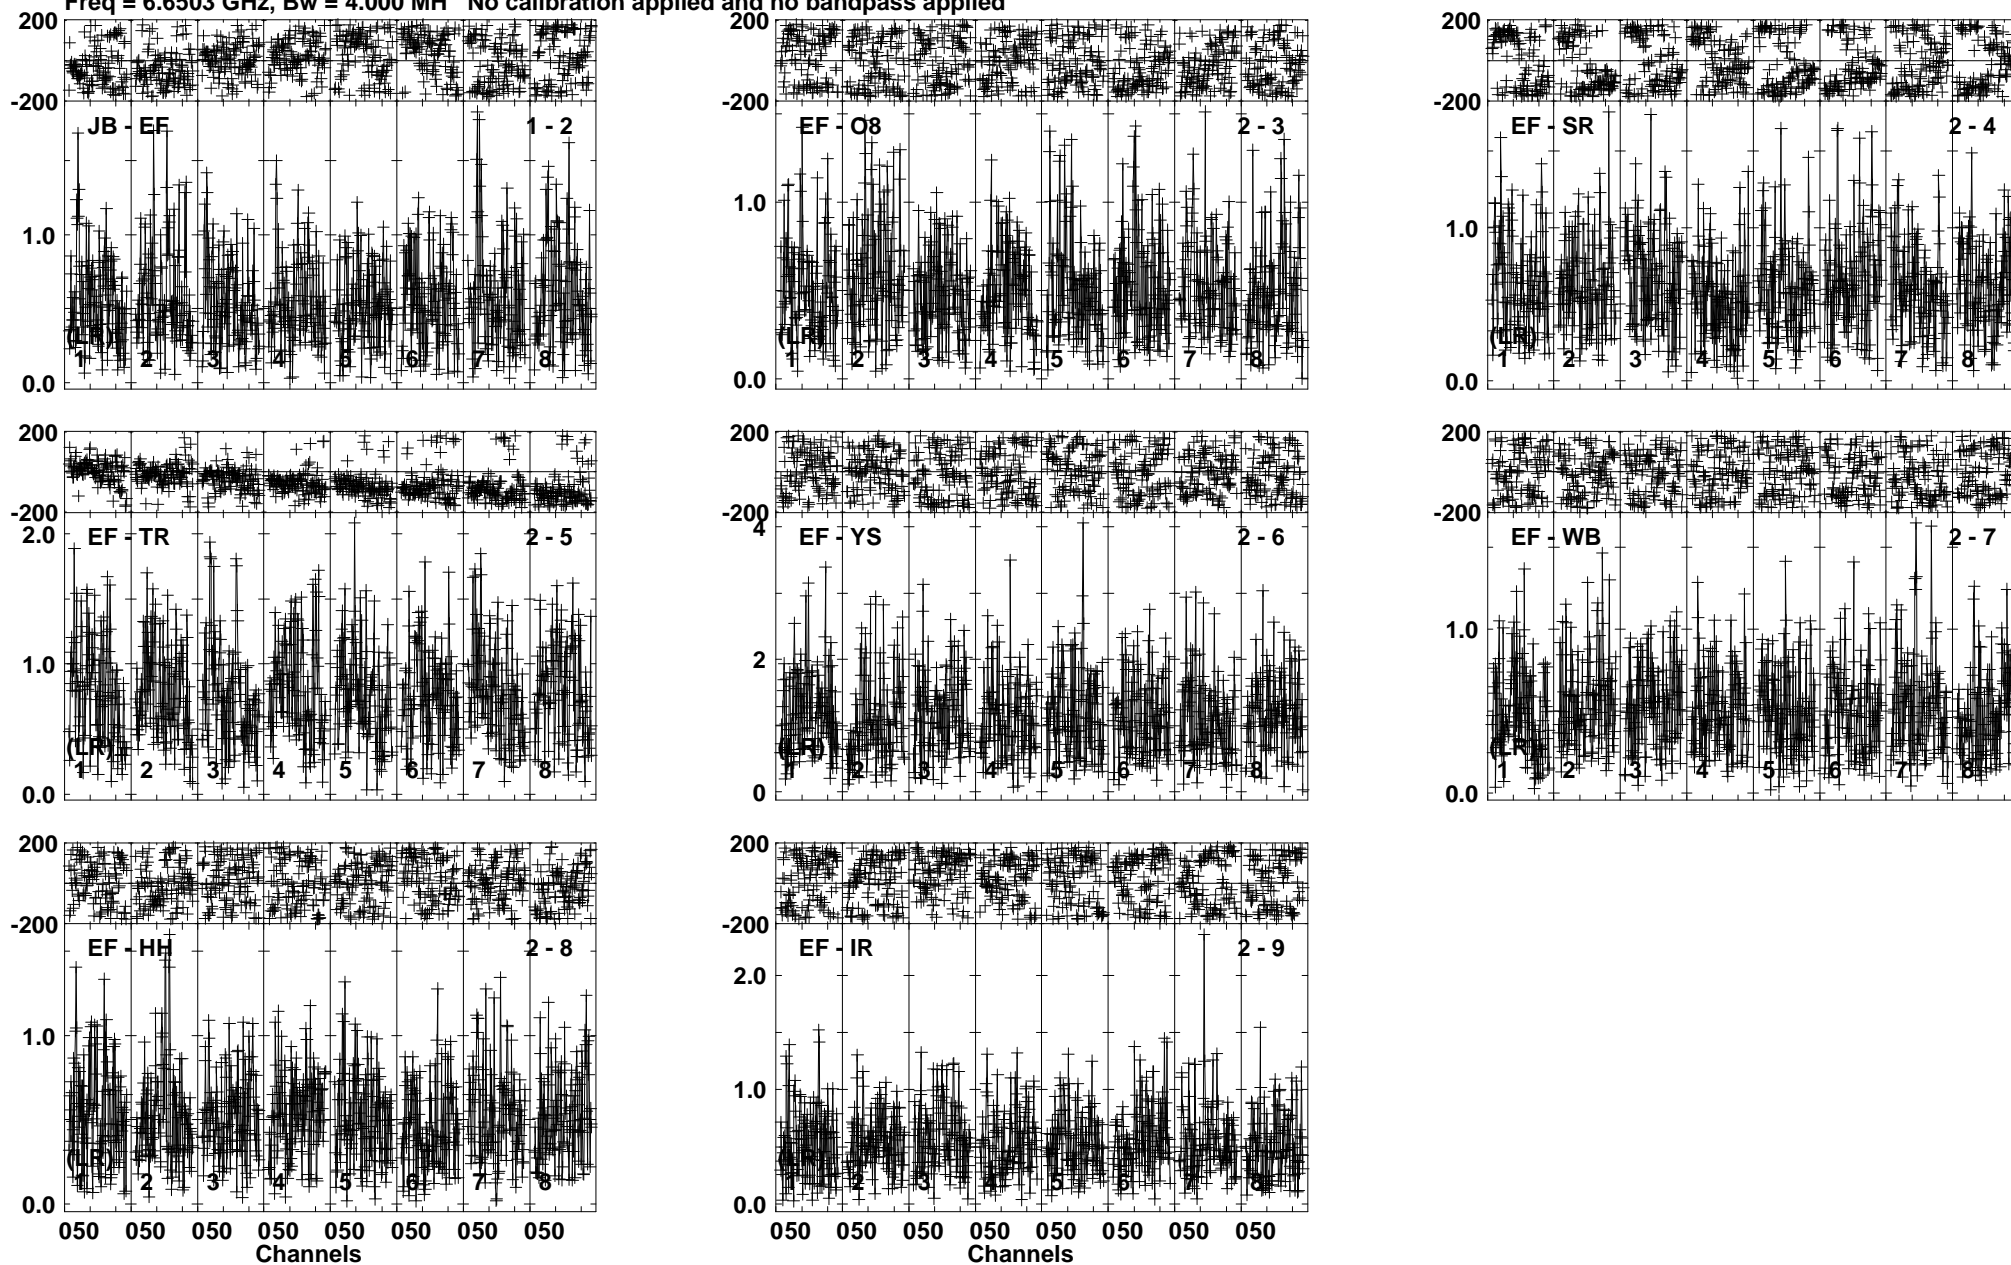 Freq = 6.6503 GHz, Bw = 4.000 MH No calibration applied and no bandpass applied
200 200 200
-200 -200 -200
JB - EF 1 - 2 EF - O8 2 - 3 EF - SR 2 - 4
1.0 1.0 1.0
(LR) (LR) (LR)
1 2 3 4 5 6 7 8 1 2 3 4 5 6 7 8 1 2 3 4 5 6 7 8
0.0 0.0 0.0
200 200 200
-200 -200 -200
2.0 EF - TR 2 - 5 4 EF - YS 2 - 6 EF - WB 2 - 7
1.0 2 1.0
(LR) (LR) (LR)
1 2 3 4 5 6 7 8 1 2 3 4 5 6 7 8 1 2 3 4 5 6 7 8
0.0 0 0.0
200 200
-200 -200
EF - HH 2 - 8 EF - IR 2 - 9
2.0
1.0 1.0
(LR) (LR)
1 2 3 4 5 6 7 8 1 2 3 4 5 6 7 8
0.0 0.0
050 050 050 050 050 050 050 050 050 050 050 050 050 050 050 050
Channels Channels